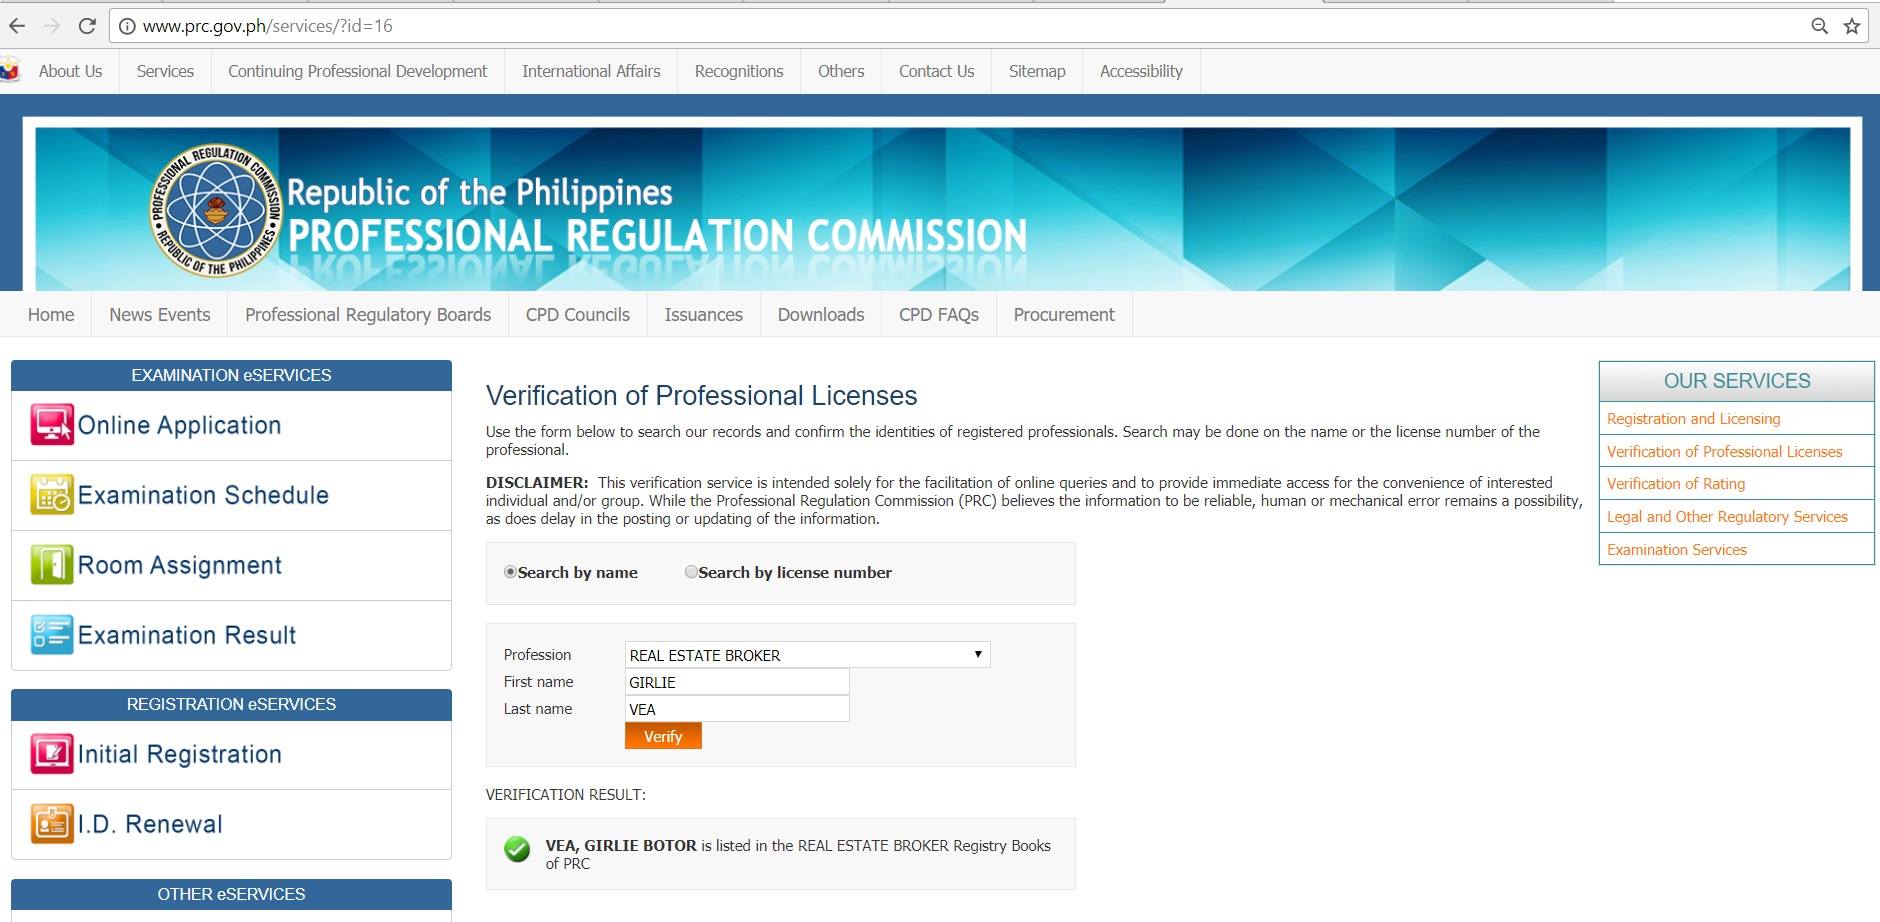 www.prc.gov.ph/services/?id=16
About Us
Services
Continuing Professional Development
International Affairs
Recognitions
Others
Contact Us
Sitemap
Accessibility
PROFESSIONAL REGULATION COMMISSION
REPUBLIC OF THE PHILIPPINES
Republic of the Philippines
PROFESSIONAL REGULATION COMMISSION
Home
News Events
Professional Regulatory Boards
CPD Councils
Issuances
Downloads
CPD FAQs
Procurement
EXAMINATION eSERVICES
Online Application
Examination Schedule
Room Assignment
Examination Result
REGISTRATION eSERVICES
Initial Registration
I.D. Renewal
OTHER eSERVICES
Verification of Professional Licenses
Use the form below to search our records and confirm the identities of registered professionals. Search may be done on the name or the license number of the
professional.
DISCLAIMER: This verification service is intended solely for the facilitation of online queries and to provide immediate access for the convenience of interested
individual and/or group. While the Professional Regulation Commission (PRC) believes the information to be reliable, human or mechanical error remains a possibility,
as does delay in the posting or updating of the information.
Search by name
Search by license number
Profession REAL ESTATE BROKER
First name GIRLIE
Last name VEA
Verify
VERIFICATION RESULT:
VEA, GIRLIE BOTOR is listed in the REAL ESTATE BROKER Registry Books
of PRC
OUR SERVICES
Registration and Licensing
Verification of Professional Licenses
Verification of Rating
Legal and Other Regulatory Services
Examination Services